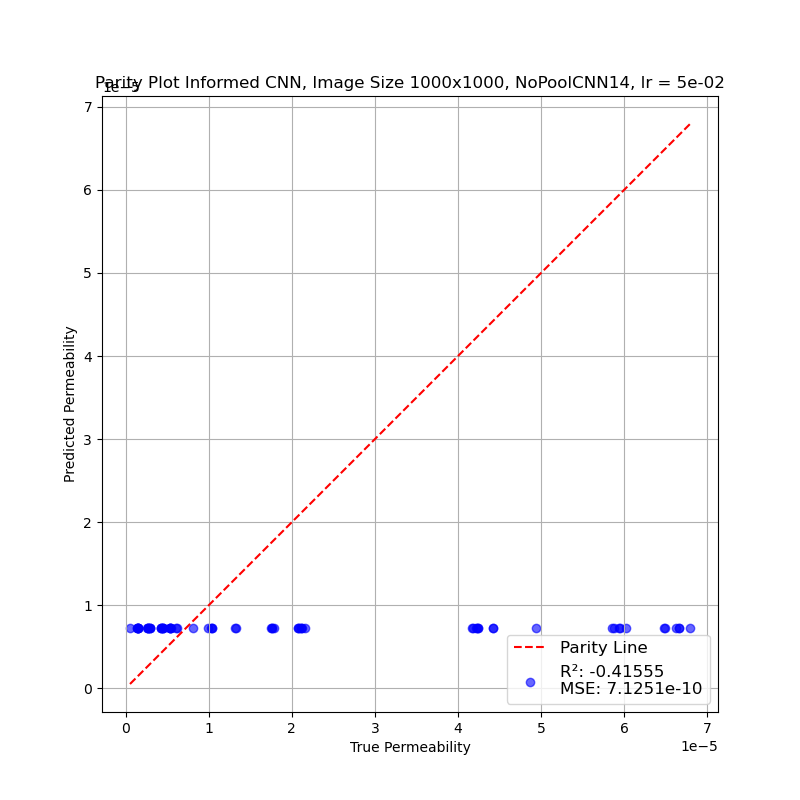 Parity Plot Informed CNN, Image Size 1000x1000, NoPoolCNN14, lr = 5e-02
1e−5
7
6
5
4
3
2
1
0
Predicted Permeability
Parity Line
R²: -0.41555
MSE: 7.1251e-10
0 1 2 3 4 5 6 7
1e−5
True Permeability